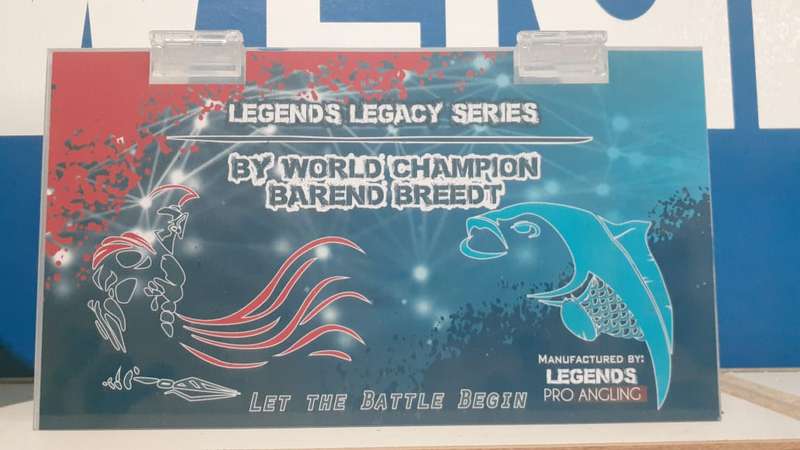 LEGENDS LEGACY SERIES
BY WORLD CHAMPION
BAREND BREEDT
MANUFACTURED BY:
LEGENDS
PRO ANGLING
LET THE BATTLE BEGIN